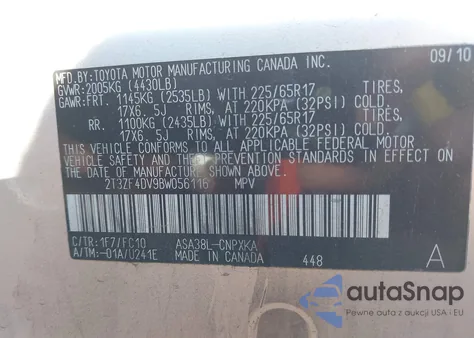 MFD.BY:TOYOTA MOTOR MANUFACTURING CANADA INC. 09/10
GVWR: 2005KG (4430LB)
GAWR: FRT. 1145KG (2535LB) WITH 225/65R17 TIRES,
17X6.5J RIMS, AT 220KPA (32PSI) COLD.
RR. 1100KG (2435LB) WITH 225/65R17 TIRES,
17X6.5J RIMS, AT 220KPA (32PSI) COLD.
THIS VEHICLE CONFORMS TO ALL APPLICABLE FEDERAL MOTOR
VEHICLE SAFETY AND THEFT PREVENTION STANDARDS IN EFFECT ON
THE DATE OF MANUFACTURE SHOWN ABOVE.
2T3ZF4DV9BW056116 MPV
C/TR: 1F7/FC10 ASA38L-CNPXKA
A/TM:-01A/U241E MADE IN CANADA 448 A
autoSnap
Pewne auta z aukcji USA i EU